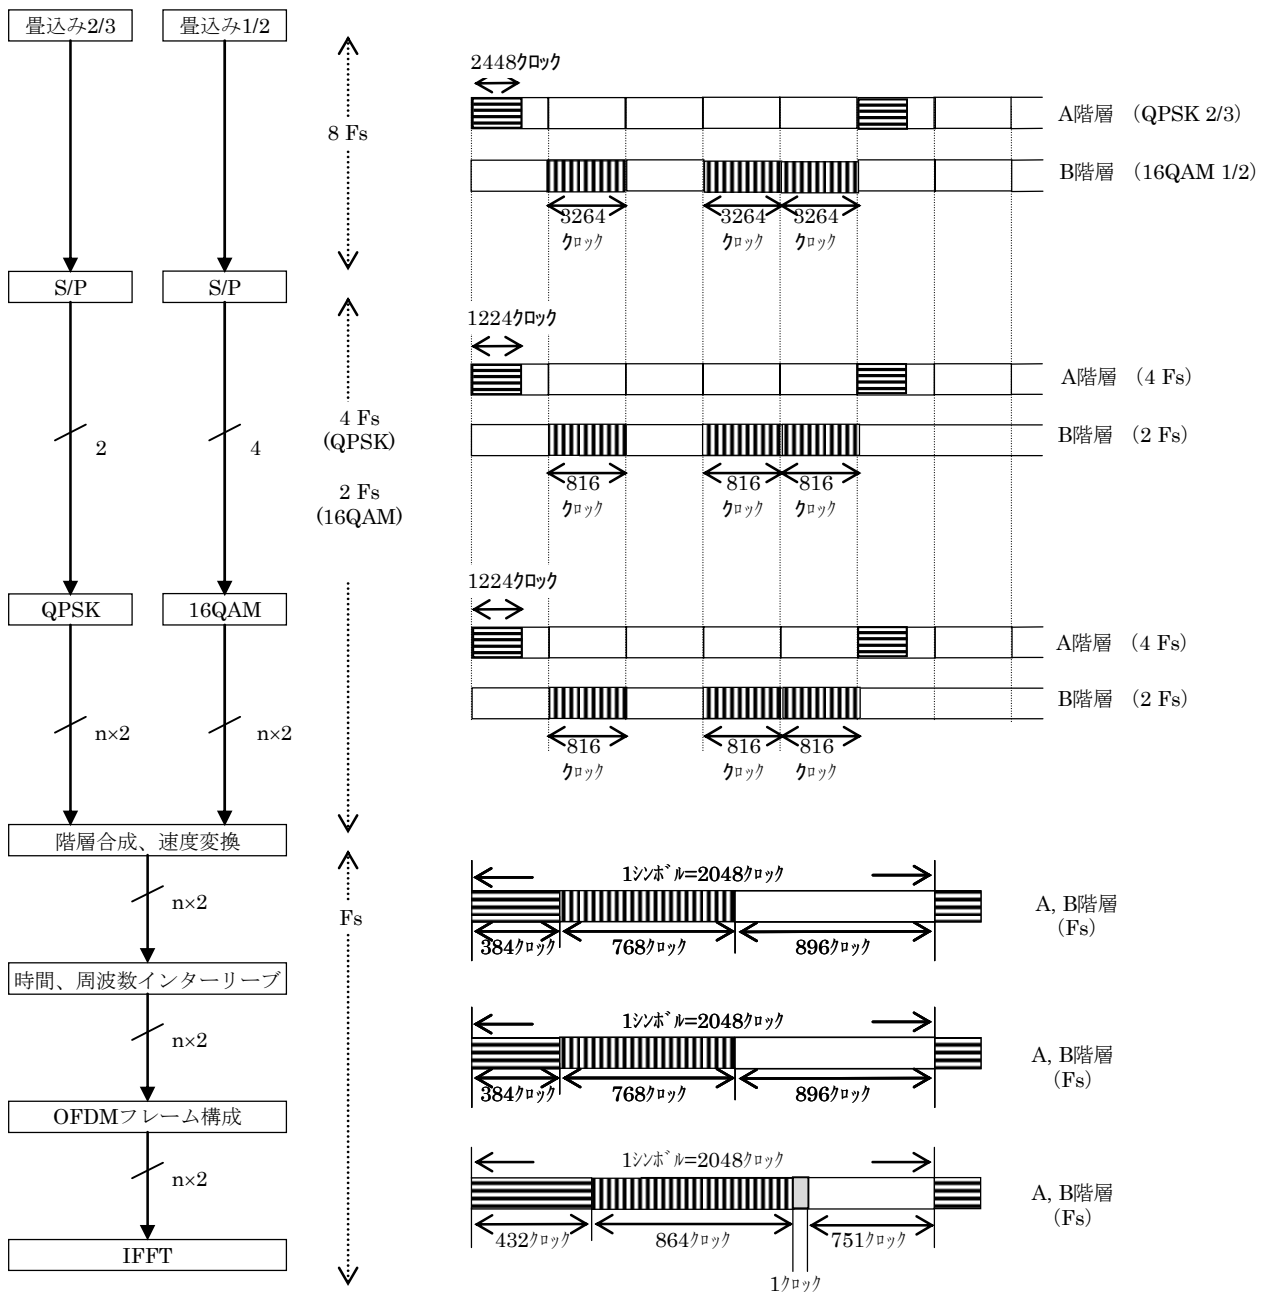 畳込み2/3
畳込み1/2
8 Fs
2448ｸﾛｯｸ
A階層 (QPSK 2/3)
B階層 (16QAM 1/2)
3264
ｸﾛｯｸ
3264
ｸﾛｯｸ
3264
ｸﾛｯｸ
S/P
S/P
2
4
4 Fs
(QPSK)
2 Fs
(16QAM)
1224ｸﾛｯｸ
A階層 (4 Fs)
B階層 (2 Fs)
816
ｸﾛｯｸ
816
ｸﾛｯｸ
816
ｸﾛｯｸ
QPSK
16QAM
n×2
n×2
1224ｸﾛｯｸ
A階層 (4 Fs)
B階層 (2 Fs)
816
ｸﾛｯｸ
816
ｸﾛｯｸ
816
ｸﾛｯｸ
階層合成、速度変換
n×2
Fs
1ｼﾝﾎﾞﾙ=2048ｸﾛｯｸ
384ｸﾛｯｸ
768ｸﾛｯｸ
896ｸﾛｯｸ
A, B階層
(Fs)
時間、周波数インターリーブ
n×2
1ｼﾝﾎﾞﾙ=2048ｸﾛｯｸ
384ｸﾛｯｸ
768ｸﾛｯｸ
896ｸﾛｯｸ
A, B階層
(Fs)
OFDMフレーム構成
n×2
1ｼﾝﾎﾞﾙ=2048ｸﾛｯｸ
432ｸﾛｯｸ
864ｸﾛｯｸ
751ｸﾛｯｸ
1ｸﾛｯｸ
A, B階層
(Fs)
IFFT